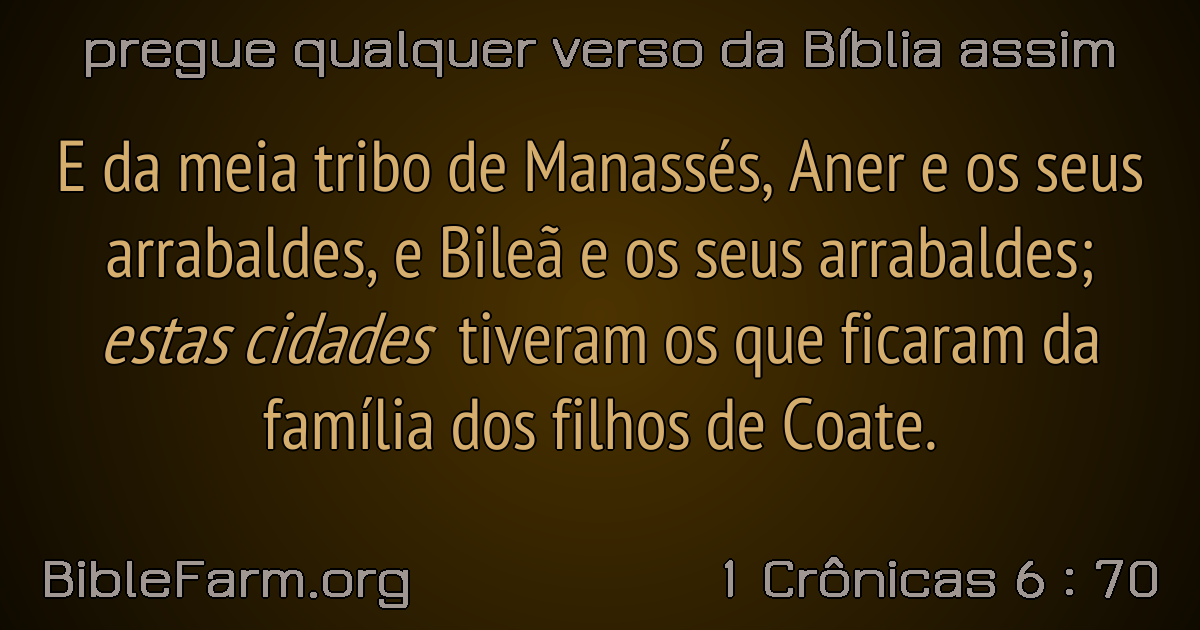 pregue qualquer verso da Bíblia assim
E da meia tribo de Manassés, Aner e os seus
arrabaldes, e Bileã e os seus arrabaldes;
estas cidades tiveram os que ficaram da
família dos filhos de Coate.
BibleFarm.org
1 Crônicas 6 : 70